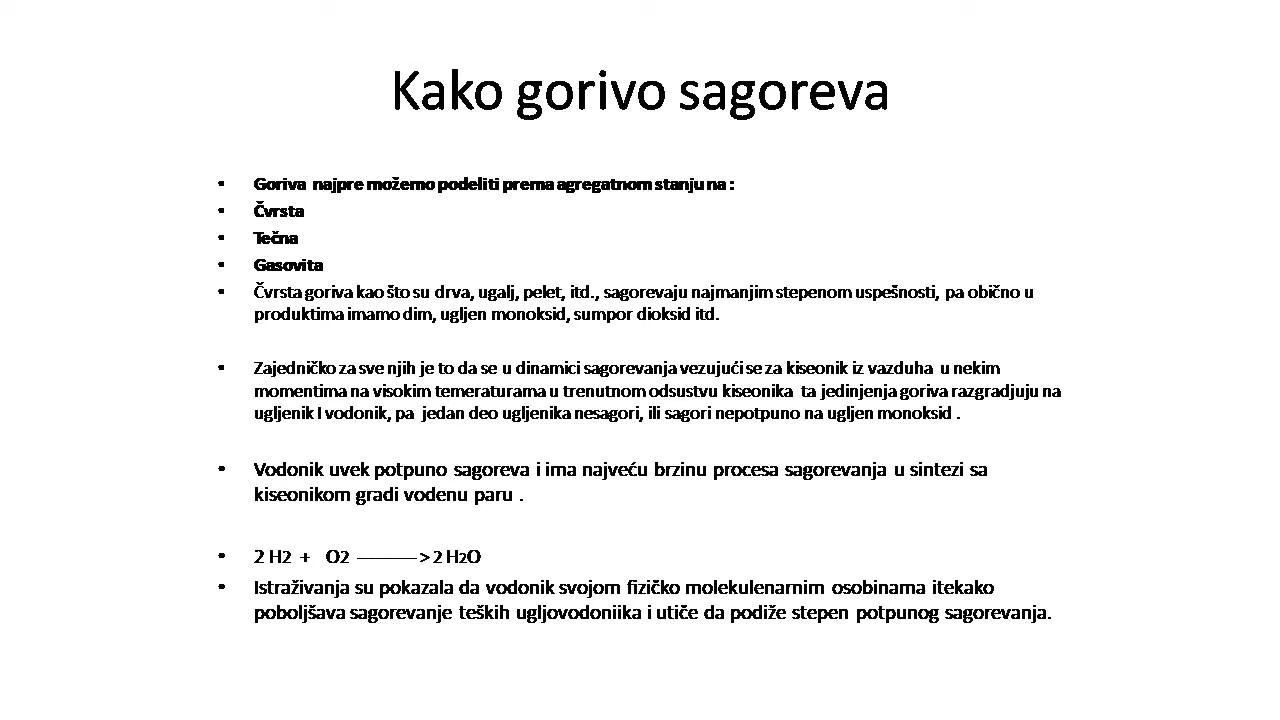 Kako gorivo sagoreva
• Goriva najpre možemo podeliti prema agregatnom stanju na :
• Čvrsta
• Tečna
• Gasovita
• Čvrsta goriva kao što su drva, ugalj, pelet, itd., sagorevaju najmanjim stepenom uspešnosti, pa obično u
produktima imamo dim, ugljen monoksid, sumpor dioksid itd.
• Zajedničko za sve njih je to da se u dinamici sagorevanja vezujući se za kiseonik iz vazduha u nekim
momentima na visokim temeraturama u trenutnom odsustvu kiseonika ta jedinjenja goriva razgradjuju na
ugljenik I vodonik, pa jedan deo ugljenika nesagori, ili sagori nepotpuno na ugljen monoksid .
• Vodonik uvek potpuno sagoreva i ima najveću brzinu procesa sagorevanja u sintezi sa
kiseonikom gradi vodenu paru .
• 2 H2 + O2 ———–> 2 H2O
• Istraživanja su pokazala da vodonik svojom fizičko molekulenarnim osobinama itekako
poboljšava sagorevanje teških ugljovodoniika i utiče da podiže stepen potpunog sagorevanja.